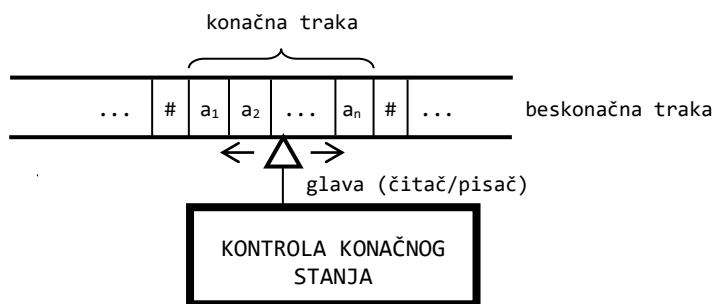 konačna traka
... # a₁ a₂ ... aₙ # ...
beskonačna traka
glava (čitač/pisač)
KONTROLA KONAČNOG
STANJA